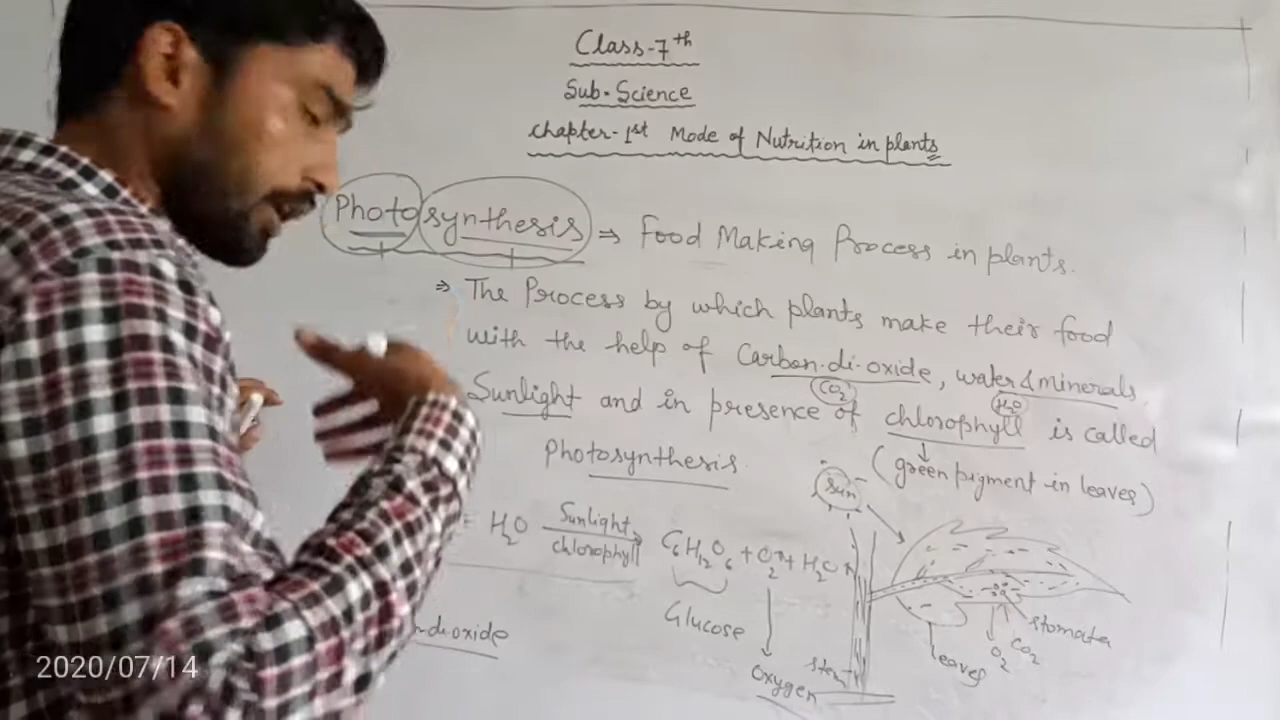 Class-7th
Sub-Science
Chapter-1st Mode of Nutrition in plants
Photosynthesis ⇒ Food Making Process in plants.
⇒ The Process by which plants make their food
with the help of Carbon-di-oxide, water & minerals,
(CO2) (H2O)
Sunlight and in presence of chlorophyll is called
Photosynthesis.
(green pigment in leaves)
Sun
H2O Sunlight chlorophyll → C6H12O6 + O2 + H2O
Glucose
Oxygen
dioxide
stem
leaves
O2
CO2
stomata
2020/07/14